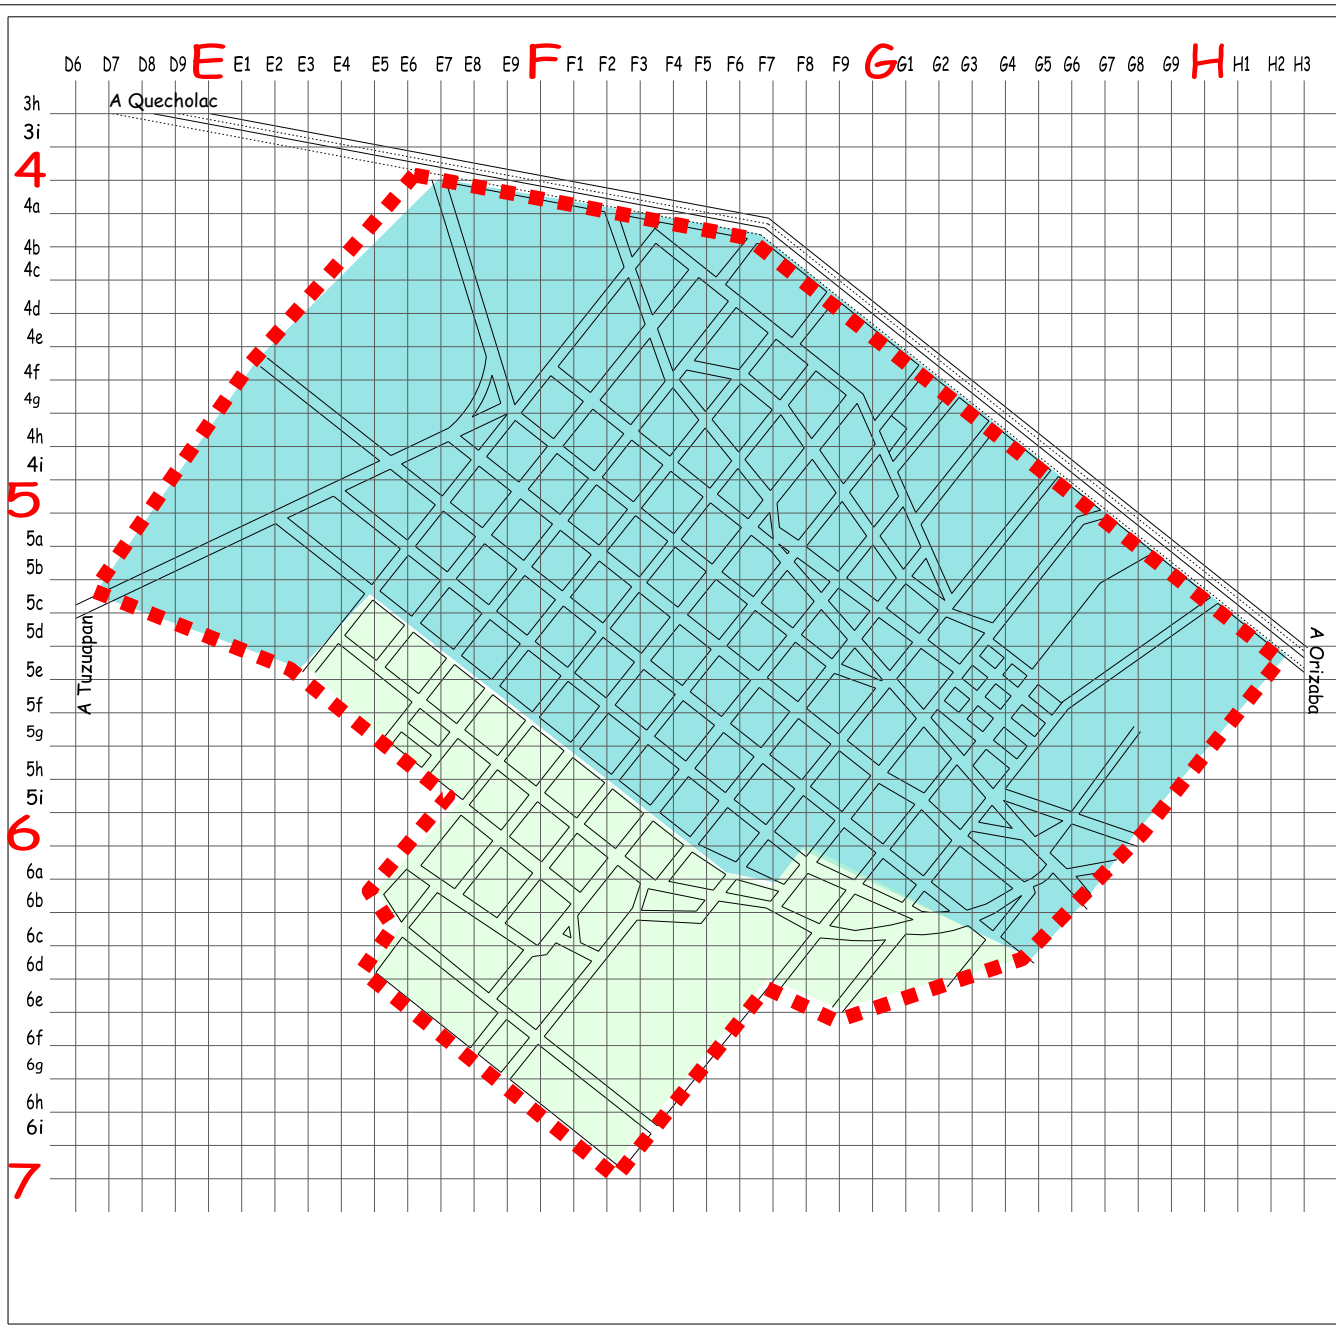 D6 D7 D8 D9 E E1 E2 E4 E5 E6 E7 E8 E9 F F1 F2 F3 F4 F5 F6 F7 F8 F9 G G1 G2 G3 G4 G5 G6 G7 G8 G9 H H1 H2 H3
3h
A Quecholac
3i
4
4a
4b
4c
4d
4e
4f
4g
4h
4i
5
5a
5b
5c
5d
5e
5f
5g
5h
5i
6
6a
6b
6c
6d
6e
6f
6g
6h
6i
7
A Tuzuapan
A Orizaba